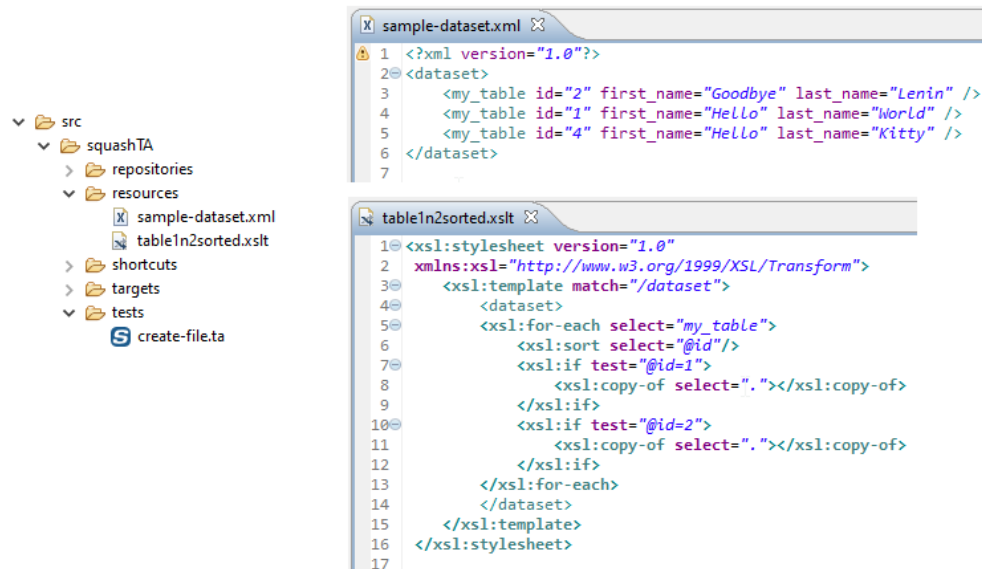 src
squashTA
repositories
resources
sample-dataset.xml
table1n2sorted.xslt
shortcuts
targets
tests
create-file.ta
sample-dataset.xml
1 <?xml version="1.0"?>
2 <dataset>
3 <my_table id="2" first_name="Goodbye" last_name="Lenin" />
4 <my_table id="1" first_name="Hello" last_name="World" />
5 <my_table id="4" first_name="Hello" last_name="Kitty" />
6 </dataset>
7
table1n2sorted.xslt
1 <xsl:stylesheet version="1.0"
2 xmlns:xsl="http://www.w3.org/1999/XSL/Transform">
3 <xsl:template match="/dataset">
4 <dataset>
5 <xsl:for-each select="my_table">
6 <xsl:sort select="@id"/>
7 <xsl:if test="@id=1">
8 <xsl:copy-of select="."></xsl:copy-of>
9 </xsl:if>
10 <xsl:if test="@id=2">
11 <xsl:copy-of select="."></xsl:copy-of>
12 </xsl:if>
13 </xsl:for-each>
14 </dataset>
15 </xsl:template>
16 </xsl:stylesheet>
17